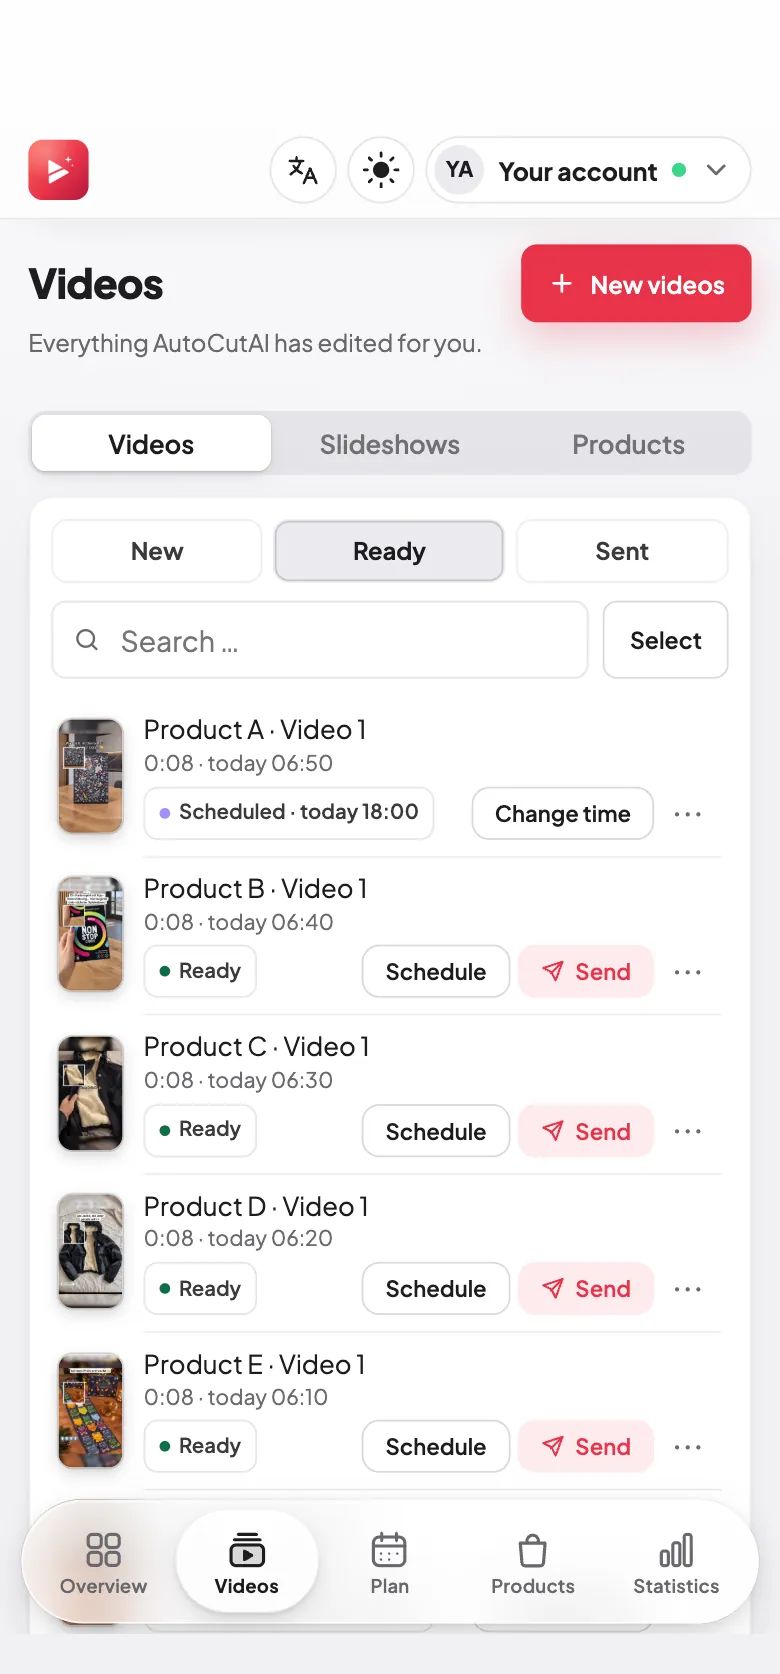 YA Your account
Videos
New videos
Everything AutoCutAI has edited for you.
Videos Slideshows Products
New Ready Sent
Search ... Select
Product A · Video 1
0:08 · today 06:50
Scheduled · today 18:00 Change time ...
Product B · Video 1
0:08 · today 06:40
NON STOP
Ready Schedule Send ...
Product C · Video 1
0:08 · today 06:30
Ready Schedule Send ...
Product D · Video 1
0:08 · today 06:20
Ready Schedule Send ...
Product E · Video 1
0:08 · today 06:10
Ready Schedule Send ...
Overview Videos Plan Products Statistics